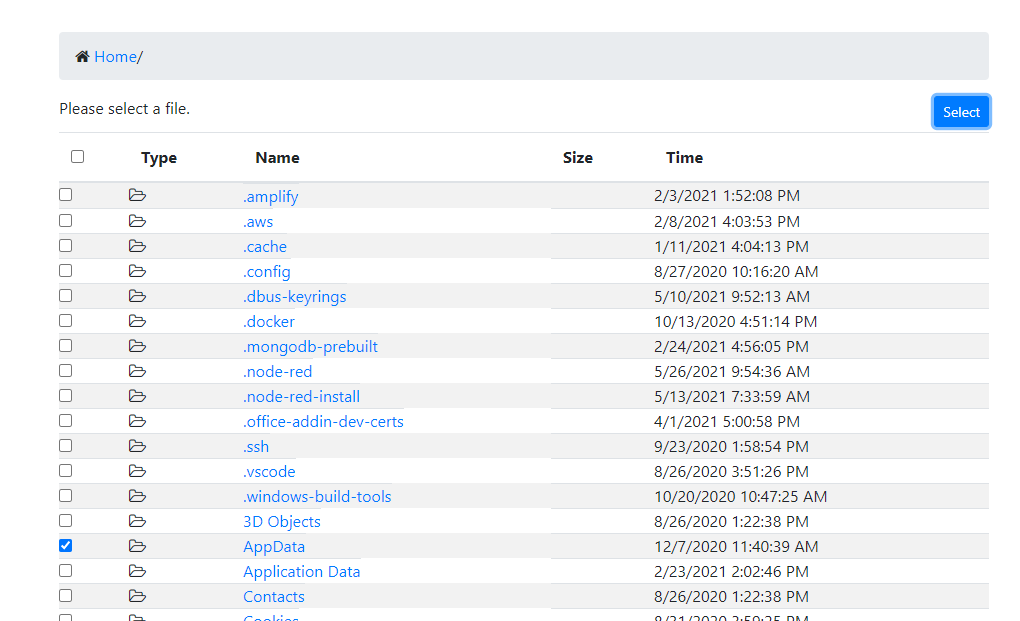 Home/
Please select a file.
Select
Type Name Size Time
.amplify 2/3/2021 1:52:08 PM
.aws 2/8/2021 4:03:53 PM
.cache 1/11/2021 4:04:13 PM
.config 8/27/2020 10:16:20 AM
.dbus-keyrings 5/10/2021 9:52:13 AM
.docker 10/13/2020 4:51:14 PM
.mongodb-prebuilt 2/24/2021 4:56:05 PM
.node-red 5/26/2021 9:54:36 AM
.node-red-install 5/13/2021 7:33:59 AM
.office-addin-dev-certs 4/1/2021 5:00:58 PM
.ssh 9/23/2020 1:58:54 PM
.vscode 8/26/2020 3:51:26 PM
.windows-build-tools 10/20/2020 10:47:25 AM
3D Objects 8/26/2020 1:22:38 PM
AppData 12/7/2020 11:40:39 AM
Application Data 2/23/2021 2:02:46 PM
Contacts 8/26/2020 1:22:38 PM
Cookies